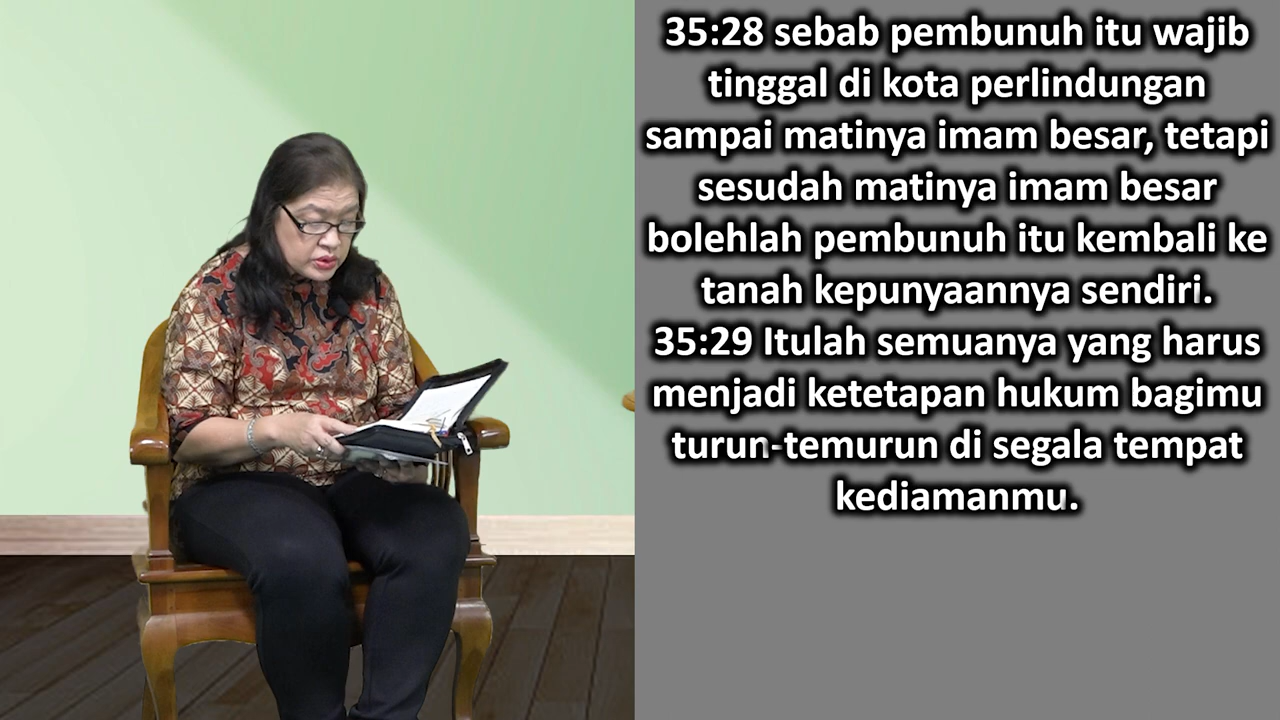 35:28 sebab pembunuh itu wajib
tinggal di kota perlindungan
sampai matinya imam besar, tetapi
sesudah matinya imam besar
bolehlah pembunuh itu kembali ke
tanah kepunyaannya sendiri.
35:29 Itulah semuanya yang harus
menjadi ketetapan hukum bagimu
turun-temurun di segala tempat
kediamanmu.